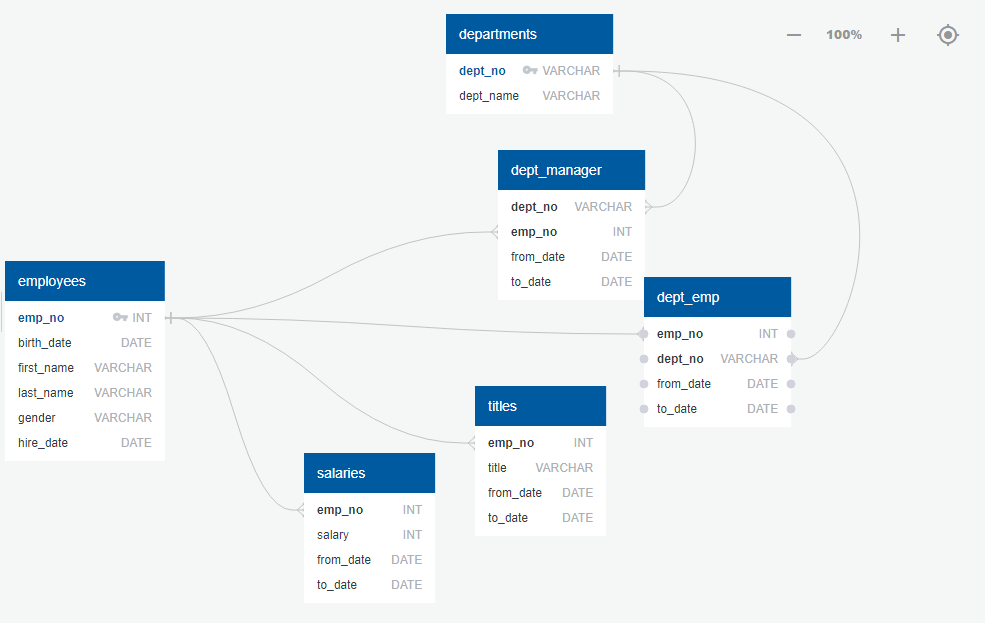 departments
dept_no VARCHAR
dept_name VARCHAR
− 100% +
dept_manager
dept_no VARCHAR
emp_no INT
from_date DATE
to_date DATE
employees
emp_no INT
birth_date DATE
first_name VARCHAR
last_name VARCHAR
gender VARCHAR
hire_date DATE
dept_emp
emp_no INT
dept_no VARCHAR
from_date DATE
to_date DATE
titles
emp_no INT
title VARCHAR
from_date DATE
to_date DATE
salaries
emp_no INT
salary INT
from_date DATE
to_date DATE